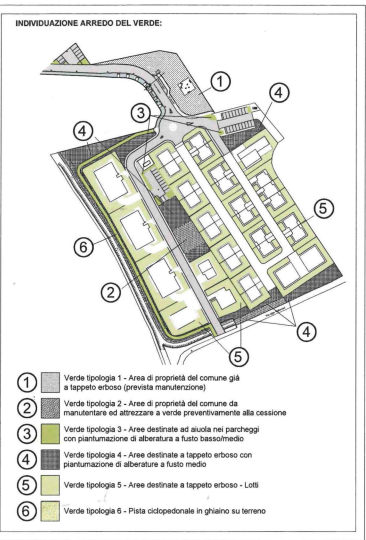 INDIVIDUAZIONE ARREDO DEL VERDE:
1
3
4
4
5
6
2
4
5
1 Verde tipologia 1 - Area di proprietà del comune già
a tappeto erboso (prevista manutenzione)
2 Verde tipologia 2 - Area di proprietà del comune da
manutentare ed attrezzare a verde preventivamente alla cessione
3 Verde tipologia 3 - Aree destinate ad aiuola nei parcheggi
con piantumazione di alberatura a fusto basso/medio
4 Verde tipologia 4 - Aree destinate a tappeto erboso con
piantumazione di alberature a fusto medio
5 Verde tipologia 5 - Aree destinate a tappeto erboso - Lotti
6 Verde tipologia 6 - Pista ciclopedonale in ghiaino su terreno